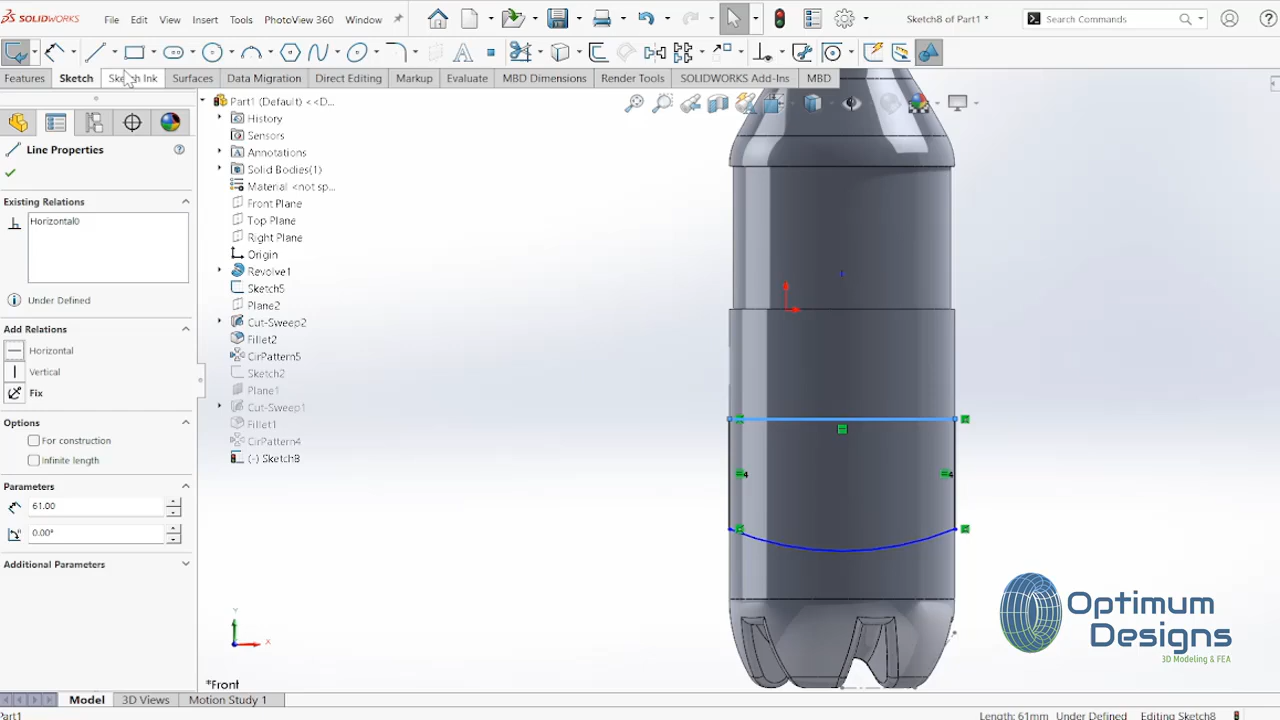 SOLIDWORKS File Edit View Insert Tools PhotoView 360 Window Sketch8 of Part1 * Search Commands
Features Sketch Sketch Ink Surfaces Data Migration Direct Editing Markup Evaluate MBD Dimensions Render Tools SOLIDWORKS Add-Ins MBD
Line Properties
Existing Relations
Horizontal0
Under Defined
Add Relations
Horizontal
Vertical
Fix
Options
For construction
Infinite length
Parameters
61.00
0.00°
Additional Parameters
Part1 (Default) <<D...
History
Sensors
Annotations
Solid Bodies(1)
Material <not sp...
Front Plane
Top Plane
Right Plane
Origin
Revolve1
Sketch5
Plane2
Cut-Sweep2
Fillet2
CirPattern5
Sketch2
Plane1
Cut-Sweep1
Fillet1
CirPattern4
(-) Sketch8
4
4
Y
X
*Front
Optimum
Designs
3D Modeling & FEA
Model 3D Views Motion Study 1
Part1 Length: 61mm Under Defined Editing Sketch8